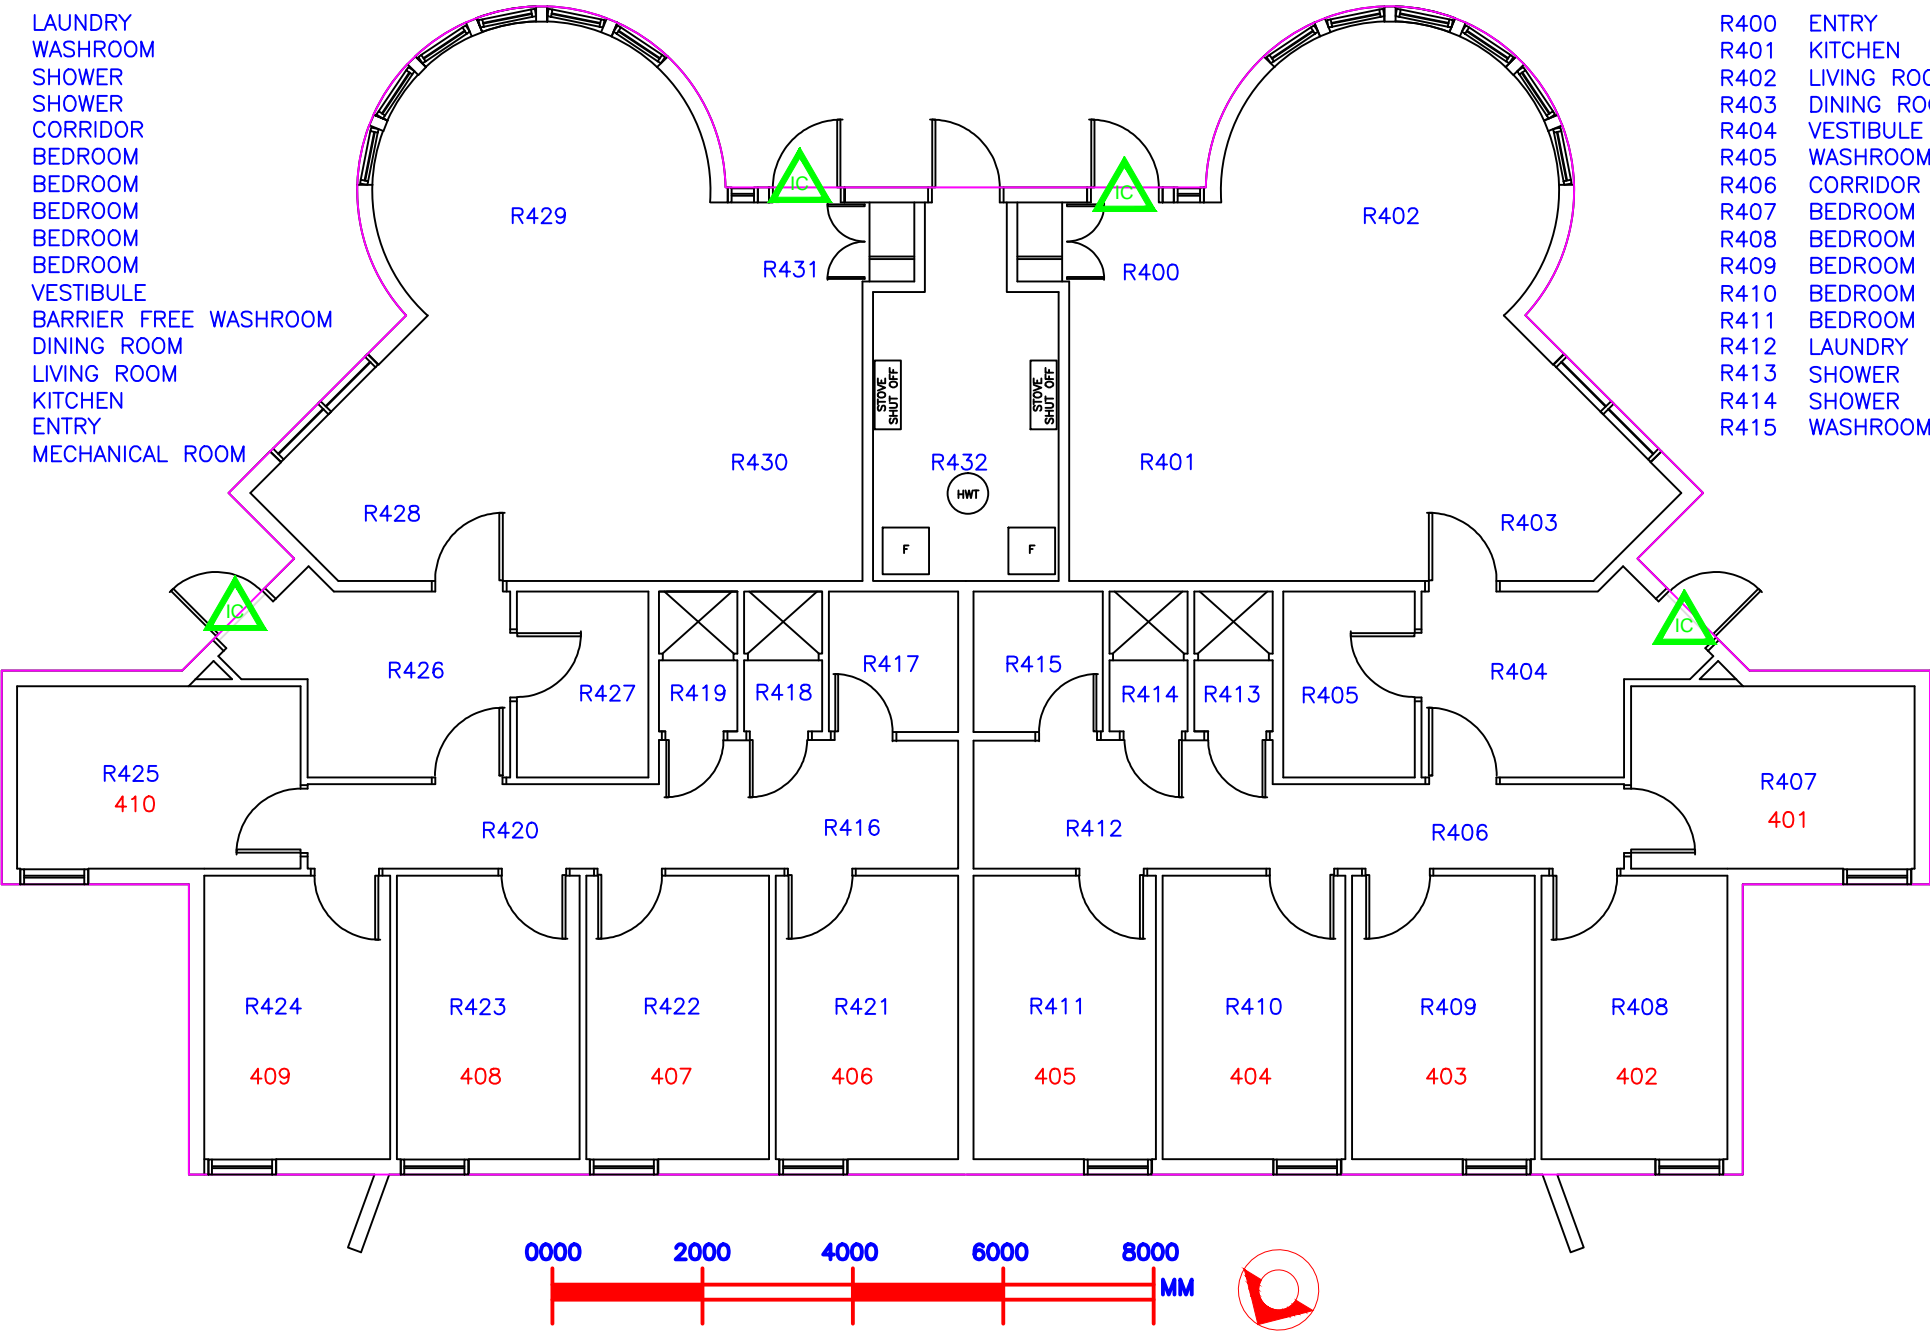 LAUNDRY
WASHROOM
SHOWER
SHOWER
CORRIDOR
BEDROOM
BEDROOM
BEDROOM
BEDROOM
BEDROOM
VESTIBULE
BARRIER FREE WASHROOM
DINING ROOM
LIVING ROOM
KITCHEN
ENTRY
MECHANICAL ROOM
R400 ENTRY
R401 KITCHEN
R402 LIVING ROO
R403 DINING RO
R404 VESTIBULE
R405 WASHROOM
R406 CORRIDOR
R407 BEDROOM
R408 BEDROOM
R409 BEDROOM
R410 BEDROOM
R411 BEDROOM
R412 LAUNDRY
R413 SHOWER
R414 SHOWER
R415 WASHROOM
IC IC
R429 R402
R431 R400
STOVE SHUT OFF STOVE SHUT OFF
R430 R432 R401
HWT
R428 R403
F F
IC IC
R426 R427 R419 R418 R417 R415 R414 R413 R405 R404
R425 R407
410 401
R420 R416 R412 R406
R424 R423 R422 R421 R411 R410 R409 R408
409 408 407 406 405 404 403 402
0000 2000 4000 6000 8000
MM